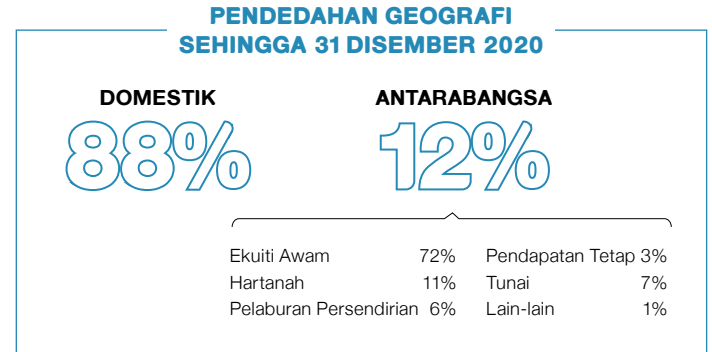 PENDEDAHAN GEOGRAFI
SEHINGGA 31 DISEMBER 2020
DOMESTIK
88%
ANTARABANGSA
12%
Ekuiti Awam 72%
Hartanah 11%
Pelaburan Persendirian 6%
Pendapatan Tetap 3%
Tunai 7%
Lain-lain 1%